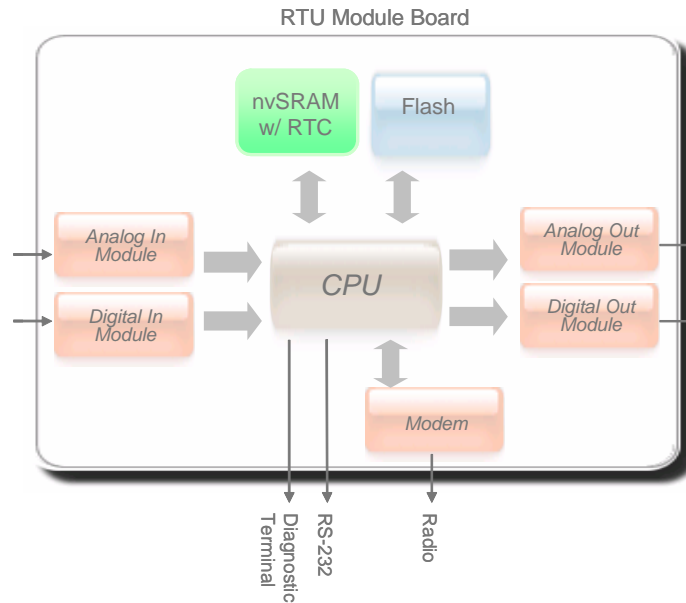 RTU Module Board
nvSRAM
w/ RTC
Flash
Analog In
Module
Analog Out
Module
CPU
Digital In
Module
Digital Out
Module
Modem
Diagnostic
Terminal
RS-232
Radio